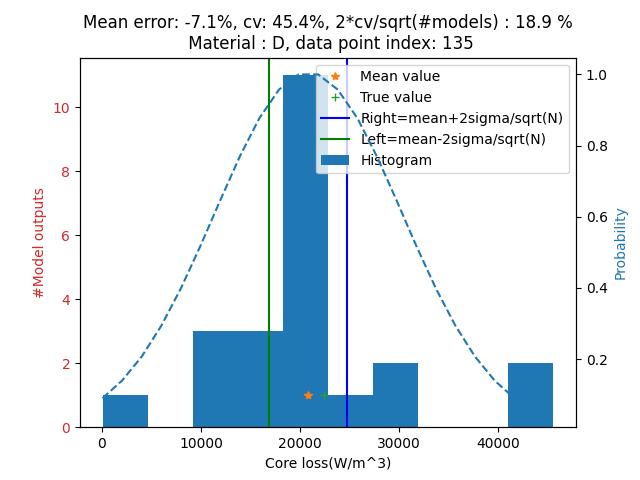 Mean error: -7.1%, cv: 45.4%, 2*cv/sqrt(#models) : 18.9 %
Material : D, data point index: 135
Mean value
True value
Right=mean+2sigma/sqrt(N)
Left=mean-2sigma/sqrt(N)
Histogram
10
8
6
4
2
0
#Model outputs
1.0
0.8
0.6
0.4
0.2
Probability
0
10000
20000
30000
40000
Core loss(W/m^3)